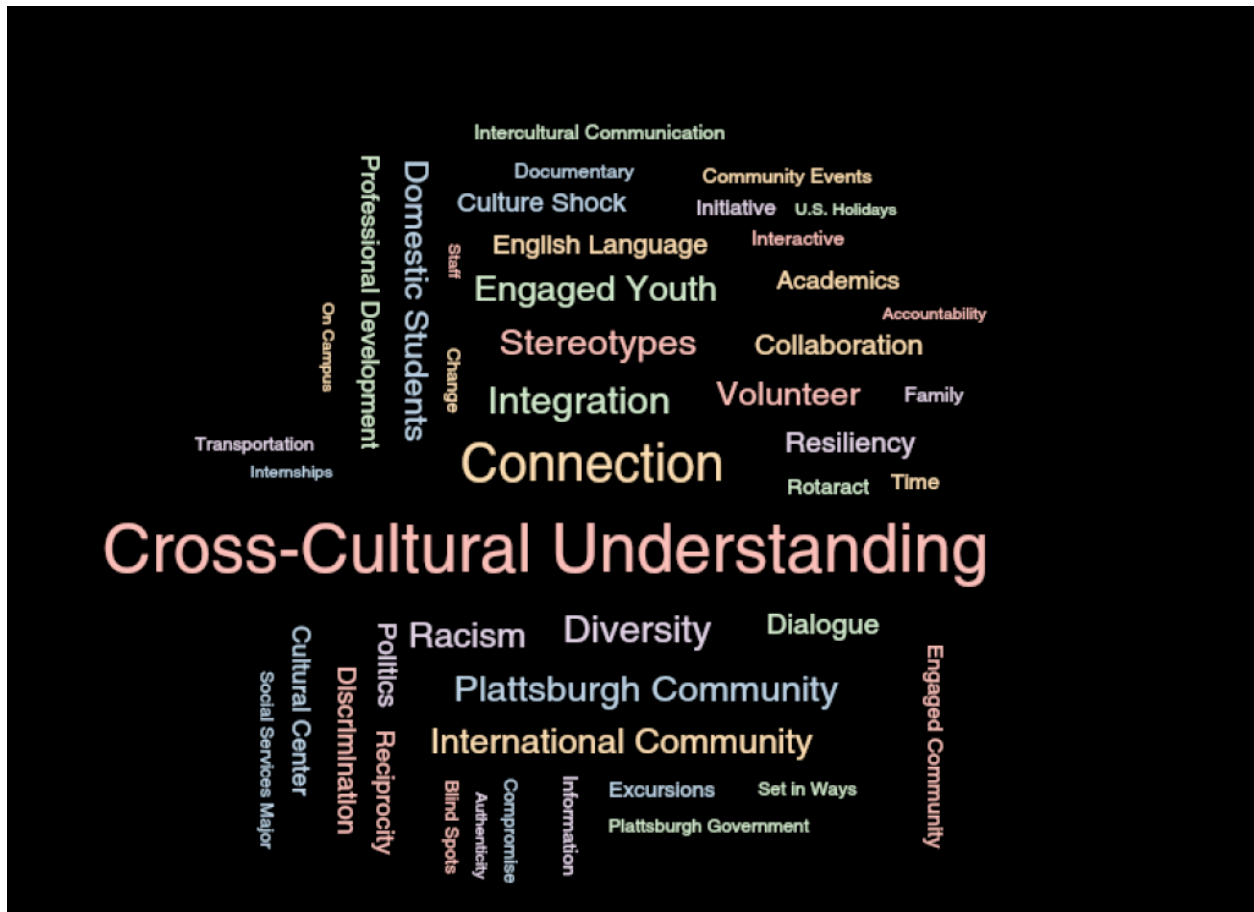 Intercultural Communication
Documentary
Community Events
Culture Shock
Initiative
U.S. Holidays
Professional Development
Domestic Students
Staff
English Language
Interactive
Engaged Youth
Academics
Accountability
On Campus
Change
Stereotypes
Collaboration
Integration
Volunteer
Family
Transportation
Connection
Resiliency
Internships
Rotaract
Time
Cross-Cultural Understanding
Cultural Center
Politics
Racism
Diversity
Dialogue
Engaged Community
Social Services Major
Discrimination
Plattsburgh Community
Reciprocity
International Community
Blind Spots
Authenticity
Compromise
Information
Excursions
Set in Ways
Plattsburgh Government